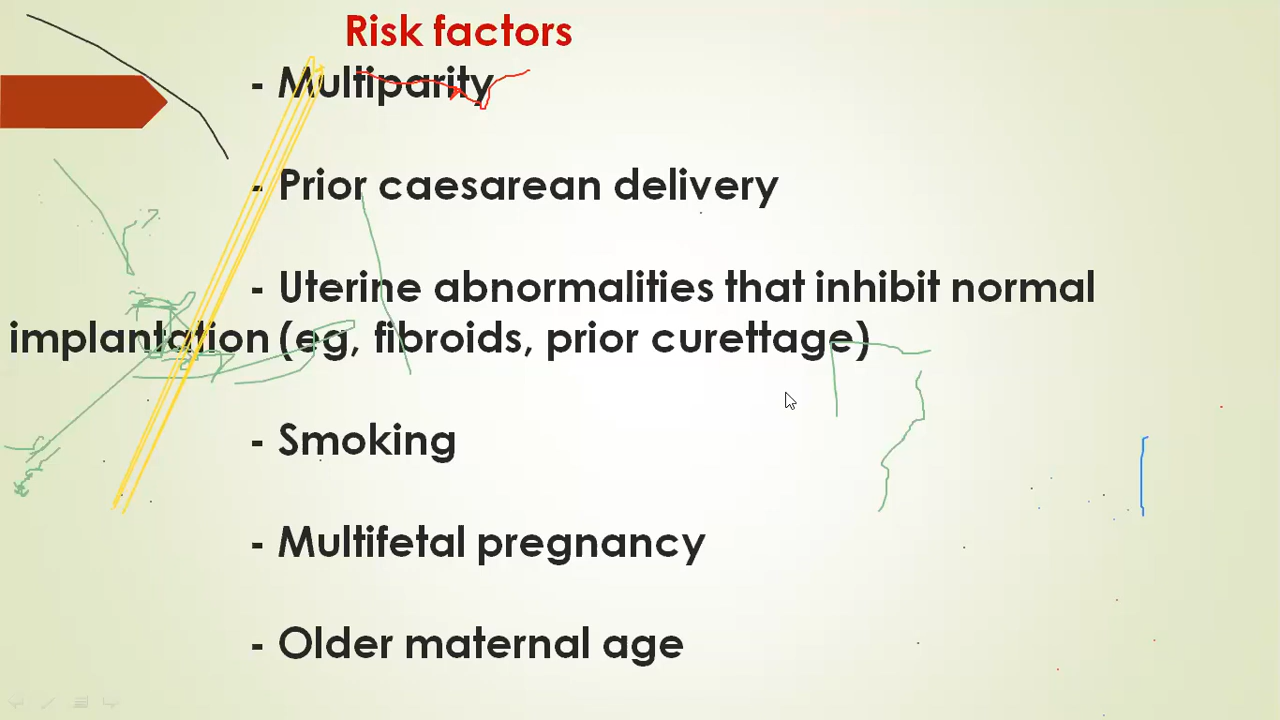 Risk factors
- Multiparity
- Prior caesarean delivery
- Uterine abnormalities that inhibit normal
implantation (eg, fibroids, prior curettage)
- Smoking
- Multifetal pregnancy
- Older maternal age